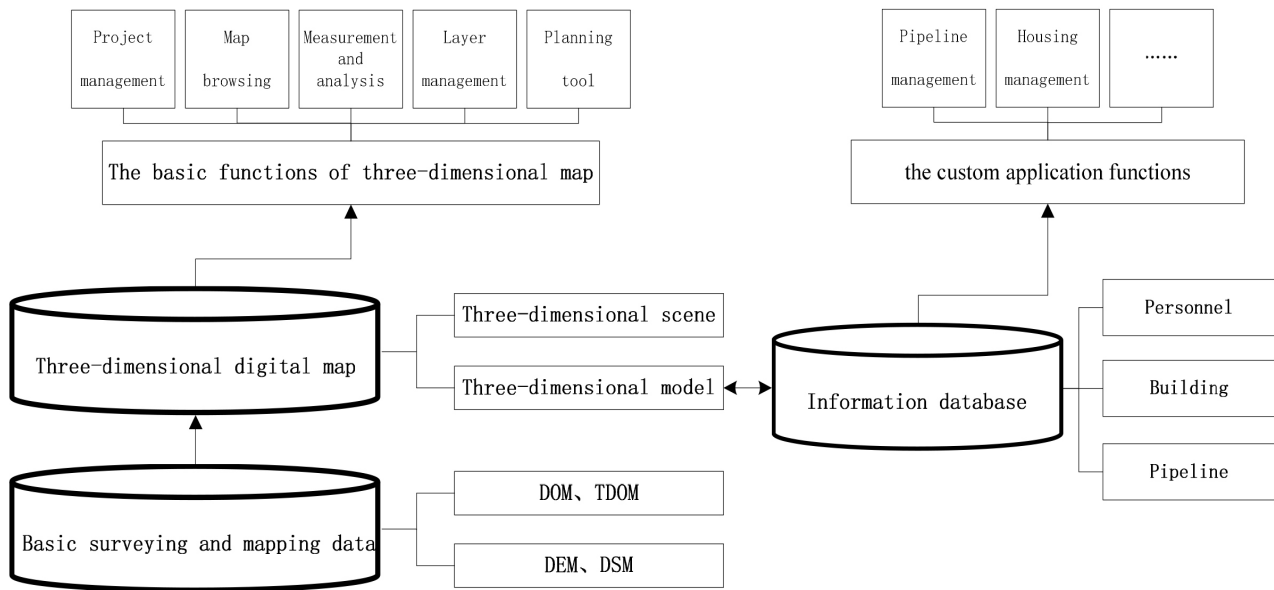 Project
management
Map
browsing
Measurement
and
analysis
Layer
management
Planning
tool
Pipeline
management
Housing
management
……
The basic functions of three-dimensional map
the custom application functions
Three-dimensional digital map
Three-dimensional scene
Three-dimensional model
Information database
Personnel
Building
Pipeline
Basic surveying and mapping data
DOM、TDOM
DEM、DSM